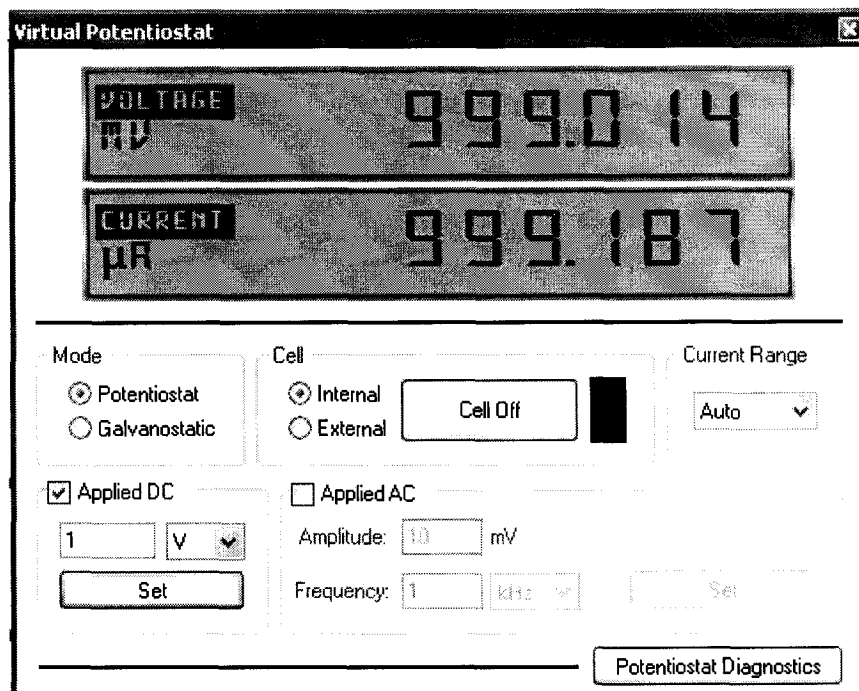 Virtual Potentiostat
VOLTAGE
mV
999.014
CURRENT
µA
999.187
Mode
Potentiostat
Galvanostatic
Cell
Internal
External
Cell Off
Current Range
Auto
Applied DC
1
V
Set
Applied AC
Amplitude:
10
mV
Frequency:
1
kHz
Set
Potentiostat Diagnostics